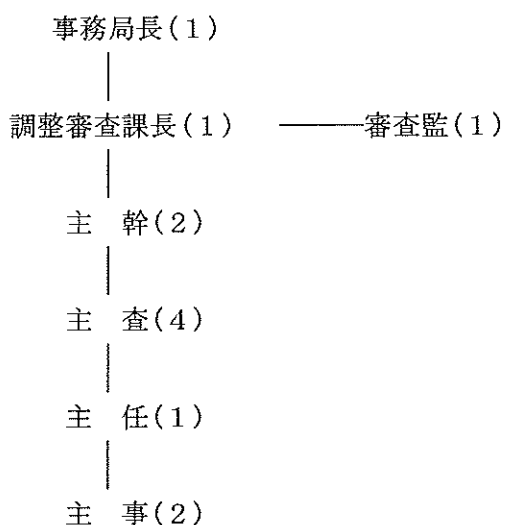 事務局長(1)
調整審査課長(1) ———審査監(1)
主　幹(2)
主　査(4)
主　任(1)
主　事(2)